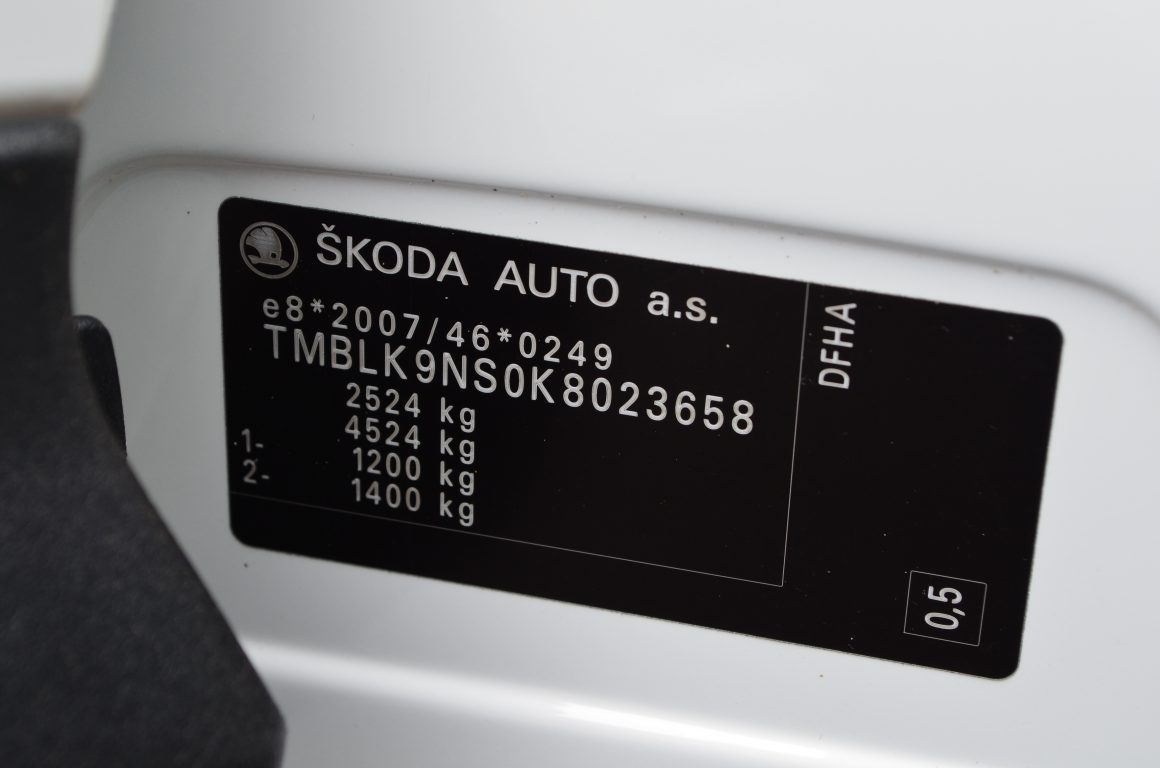 ŠKODA AUTO a.s.
e8*2007/46*0249
TMBLK9NS0K8023658
2524 kg
4524 kg
1- 1200 kg
2- 1400 kg
DFHA
0,5